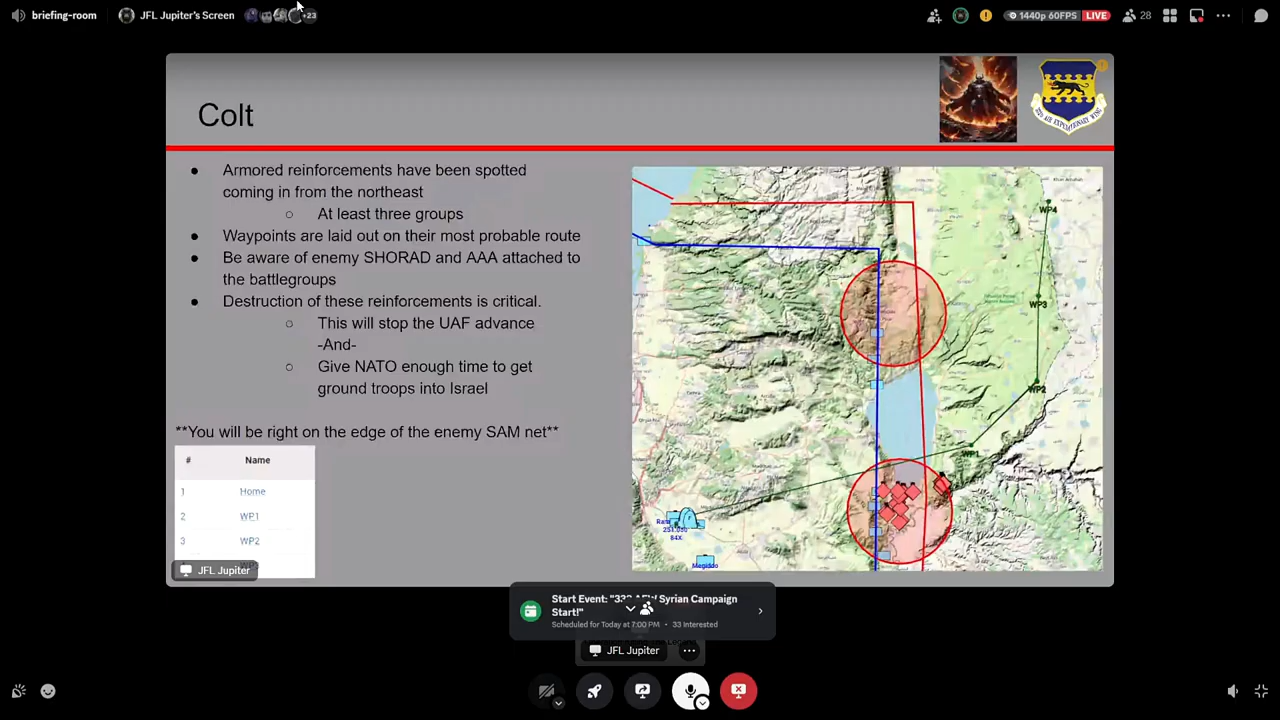 briefing-room
JFL Jupiter's Screen
+23
1440p 60FPS
LIVE
28
Colt
Armored reinforcements have been spotted
coming in from the northeast
At least three groups
Waypoints are laid out on their most probable route
Be aware of enemy SHORAD and AAA attached to
the battlegroups
Destruction of these reinforcements is critical.
This will stop the UAF advance
-And-
Give NATO enough time to get
ground troops into Israel
**You will be right on the edge of the enemy SAM net**
# Name
1 Home
2 WP1
3 WP2
JFL Jupiter
WP4
WP3
WP2
WP1
84X
Megiddo
Start Event: "332 AEW Syrian Campaign
Start!"
Scheduled for Today at 7:00 PM • 33 Interested
JFL Jupiter